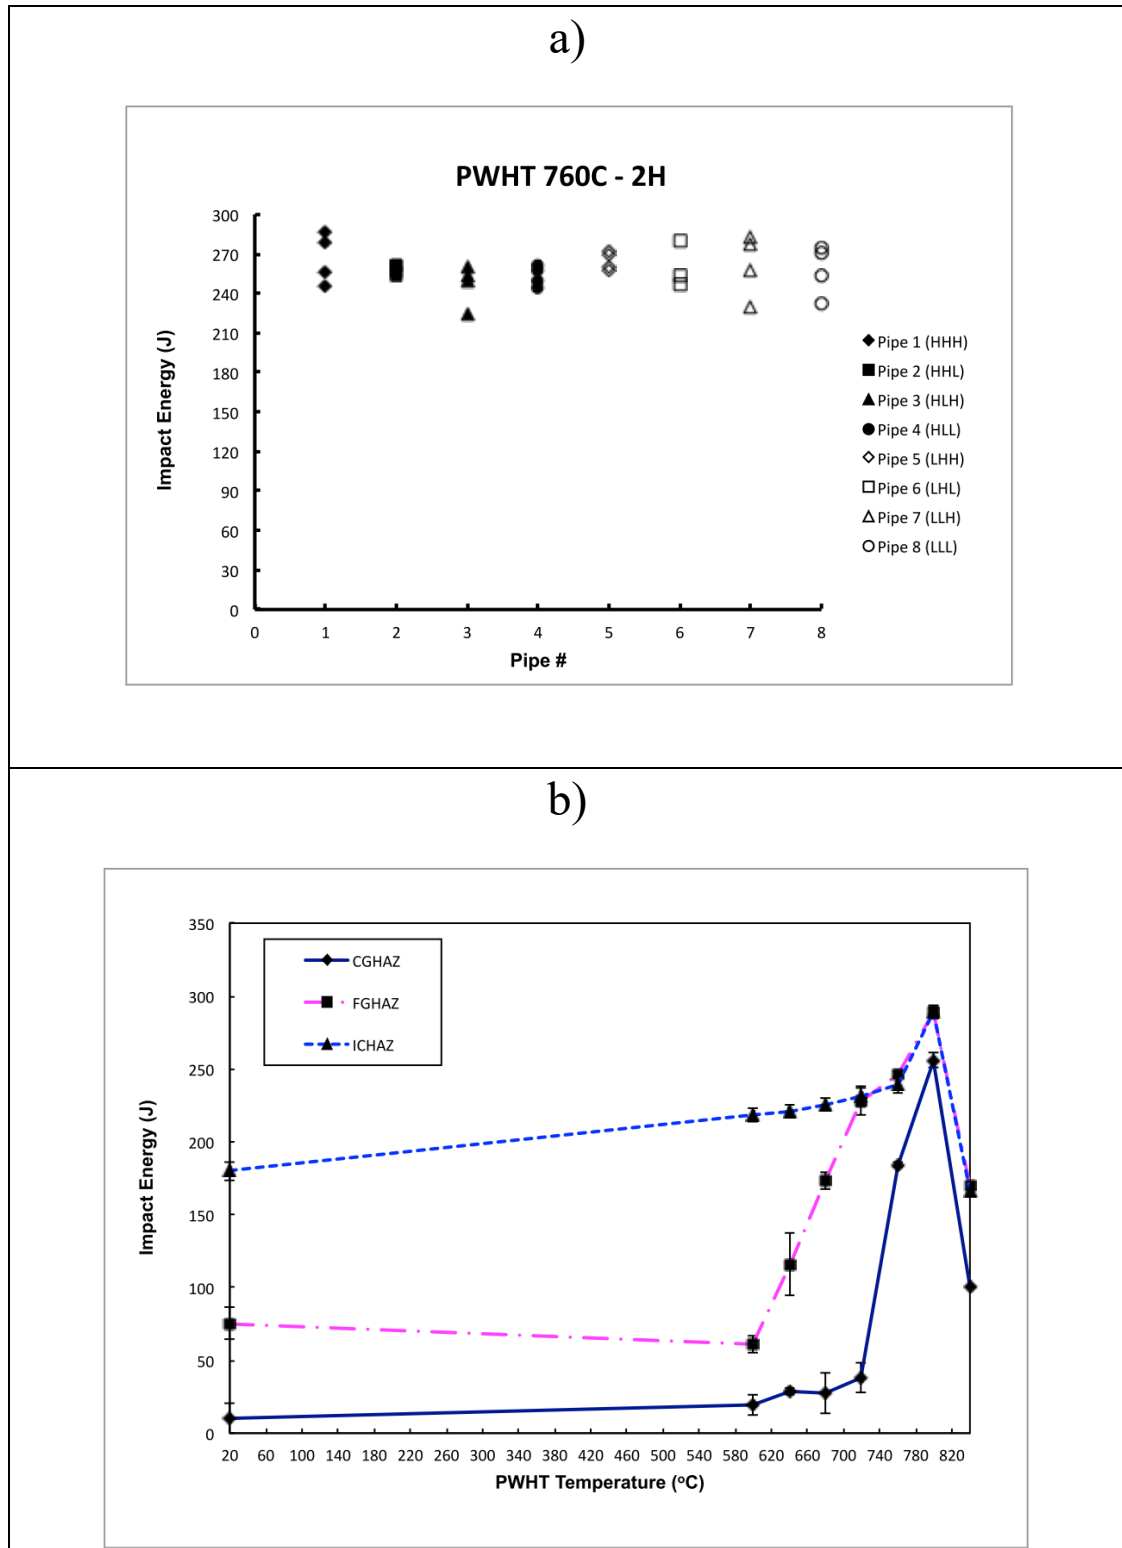 a)
PWHT 760C - 2H
300
270
240
210
180
150
120
90
60
30
0
0 1 2 3 4 5 6 7 8
Impact Energy (J)
Pipe #
Pipe 1 (HHH)
Pipe 2 (HHL)
Pipe 3 (HLH)
Pipe 4 (HLL)
Pipe 5 (LHH)
Pipe 6 (LHL)
Pipe 7 (LLH)
Pipe 8 (LLL)
b)
350
300
250
200
150
100
50
0
CGHAZ
FGHAZ
ICHAZ
Impact Energy (J)
20 60 100 140 180 220 260 300 340 380 420 460 500 540 580 620 660 700 740 780 820
PWHT Temperature (°C)